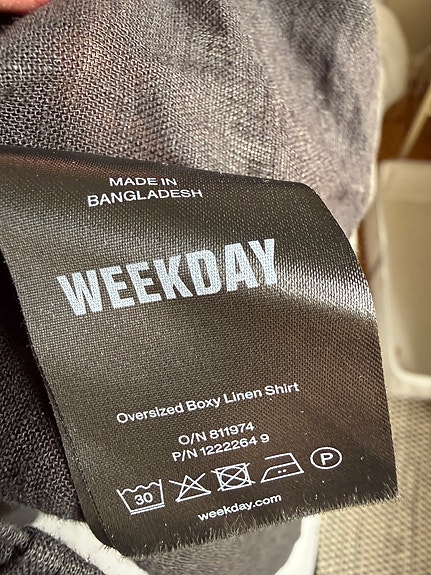 MADE IN
BANGLADESH
WEEKDAY
Oversized Boxy Linen Shirt
O/N 811974
P/N 1222264 9
30
P
weekday.com